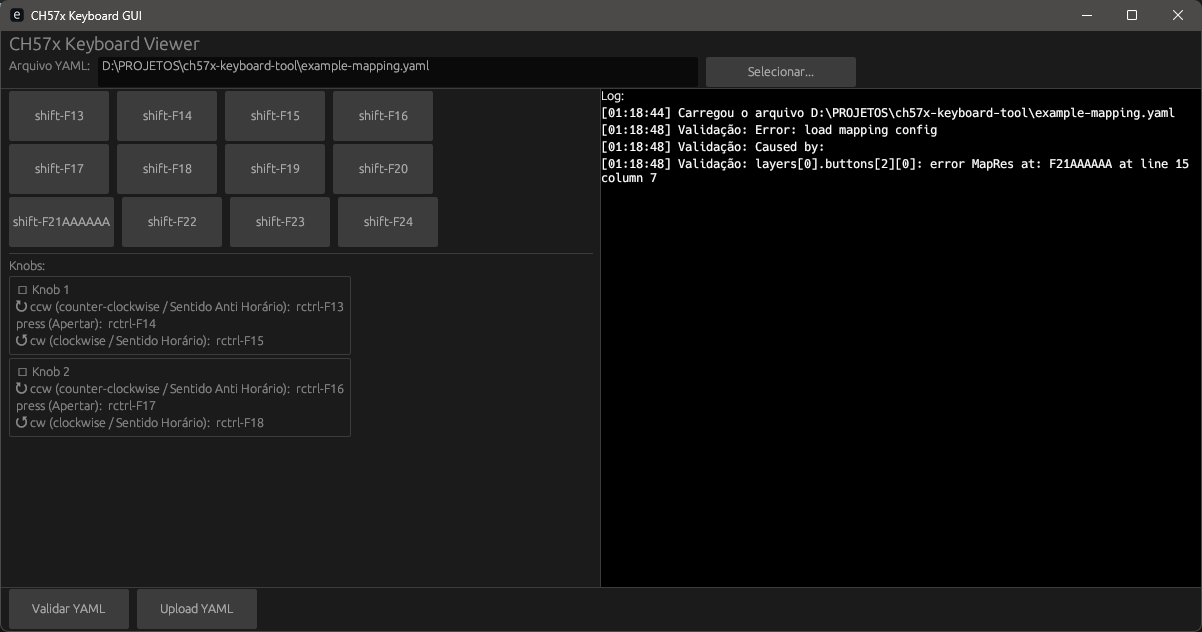 CH57x Keyboard GUI
CH57x Keyboard Viewer
Arquivo YAML: D:\PROJETOS\ch57x-keyboard-tool\example-mapping.yaml Selecionar...
shift-F13 shift-F14 shift-F15 shift-F16
shift-F17 shift-F18 shift-F19 shift-F20
shift-F21AAAAAA shift-F22 shift-F23 shift-F24
Knobs:
Knob 1
↻ ccw (counter-clockwise / Sentido Anti Horário): rctrl-F13
press (Apertar): rctrl-F14
↺ cw (clockwise / Sentido Horário): rctrl-F15
Knob 2
↻ ccw (counter-clockwise / Sentido Anti Horário): rctrl-F16
press (Apertar): rctrl-F17
↺ cw (clockwise / Sentido Horário): rctrl-F18
Log:
[01:18:44] Carregou o arquivo D:\PROJETOS\ch57x-keyboard-tool\example-mapping.yaml
[01:18:48] Validação: Error: load mapping config
[01:18:48] Validação: Caused by:
[01:18:48] Validação: layers[0].buttons[2][0]: error MapRes at: F21AAAAAA at line 15
column 7
Validar YAML Upload YAML